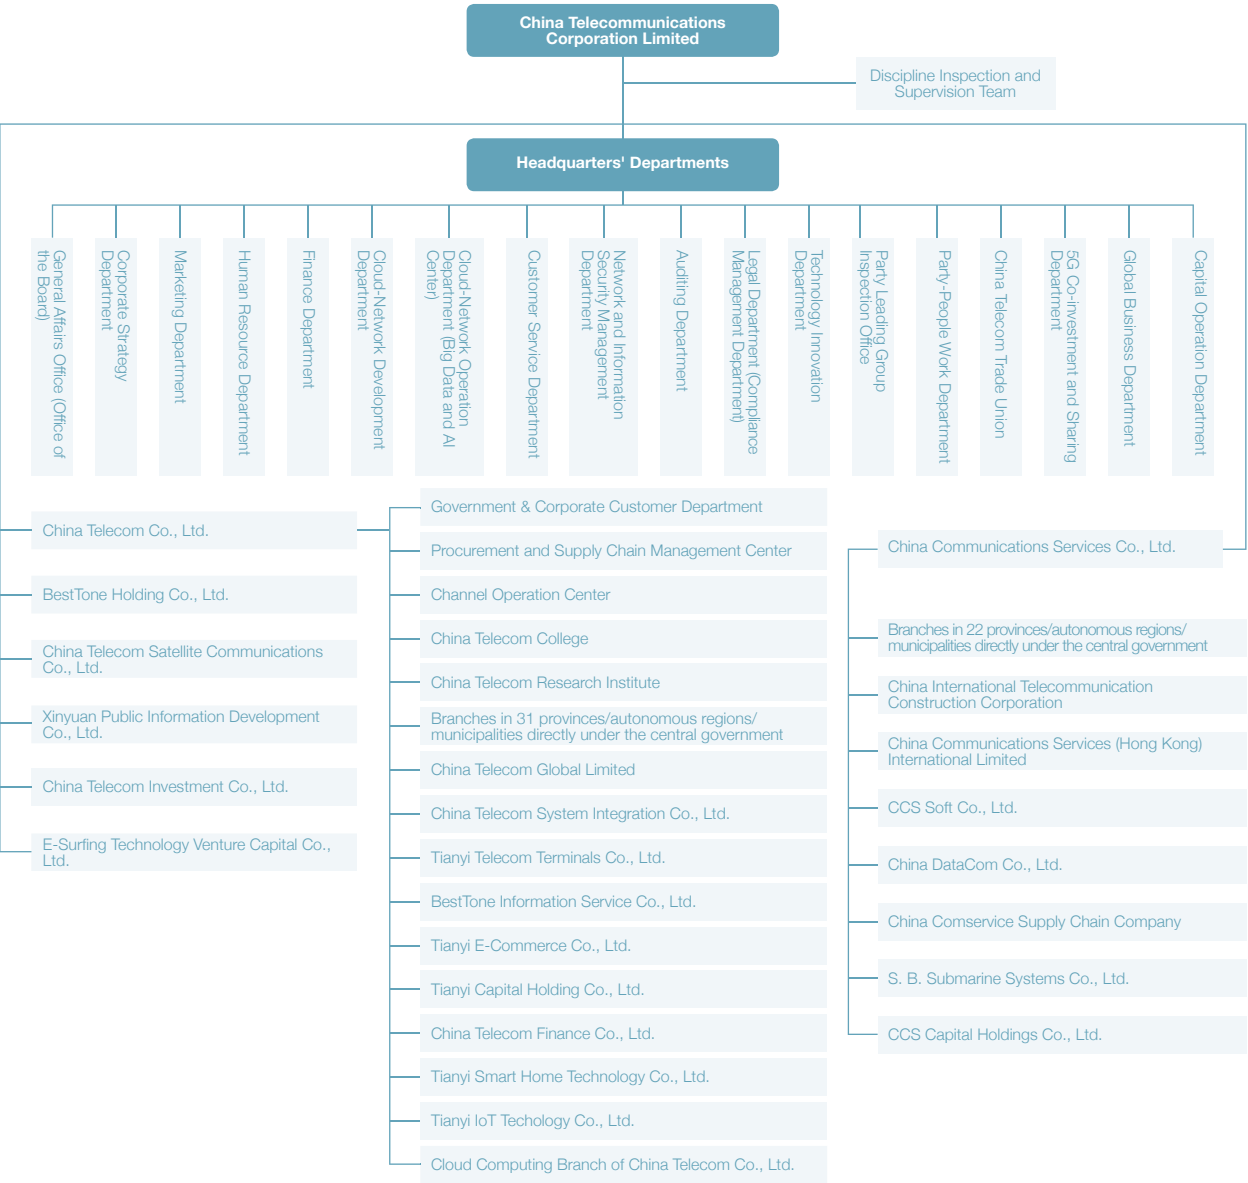 China Telecommunications
Corporation Limited
Discipline Inspection and
Supervision Team
Headquarters' Departments
General Affairs Office (Office of
the Board)
Corporate Strategy
Department
Marketing Department
Human Resource Department
Finance Department
Cloud-Network Development
Department
Cloud-Network Operation
Department (Big Data and AI
Center)
Customer Service Department
Network and Information
Security Management
Department
Auditing Department
Legal Department (Compliance
Management Department)
Technology Innovation
Department
Party Leading Group
Inspection Office
Party-People Work Department
China Telecom Trade Union
5G Co-investment and Sharing
Department
Global Business Department
Capital Operation Department
China Telecom Co., Ltd.
BestTone Holding Co., Ltd.
China Telecom Satellite Communications
Co., Ltd.
Xinyuan Public Information Development
Co., Ltd.
China Telecom Investment Co., Ltd.
E-Surfing Technology Venture Capital Co.,
Ltd.
Government & Corporate Customer Department
Procurement and Supply Chain Management Center
Channel Operation Center
China Telecom College
China Telecom Research Institute
Branches in 31 provinces/autonomous regions/
municipalities directly under the central government
China Telecom Global Limited
China Telecom System Integration Co., Ltd.
Tianyi Telecom Terminals Co., Ltd.
BestTone Information Service Co., Ltd.
Tianyi E-Commerce Co., Ltd.
Tianyi Capital Holding Co., Ltd.
China Telecom Finance Co., Ltd.
Tianyi Smart Home Technology Co., Ltd.
Tianyi IoT Techology Co., Ltd.
Cloud Computing Branch of China Telecom Co., Ltd.
China Communications Services Co., Ltd.
Branches in 22 provinces/autonomous regions/
municipalities directly under the central government
China International Telecommunication
Construction Corporation
China Communications Services (Hong Kong)
International Limited
CCS Soft Co., Ltd.
China DataCom Co., Ltd.
China Comservice Supply Chain Company
S. B. Submarine Systems Co., Ltd.
CCS Capital Holdings Co., Ltd.